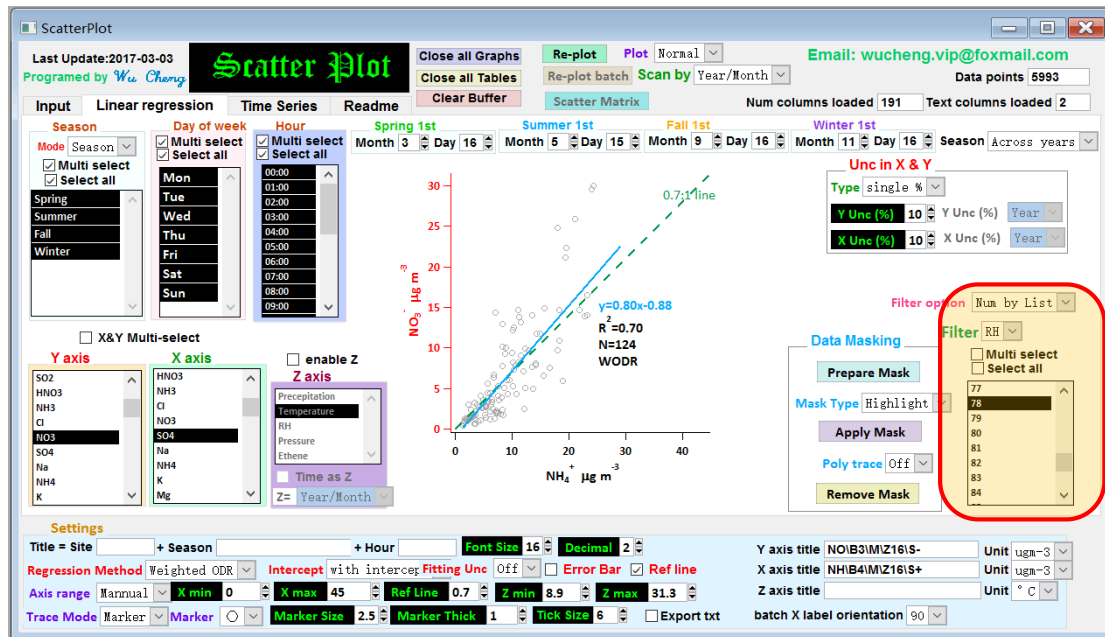 ScatterPlot
Last Update:2017-03-03
Programed by Wu Cheng
Scatter Plot
Close all Graphs
Close all Tables
Clear Buffer
Re-plot
Plot Normal
Re-plot batch
Scan by Year/Month
Scatter Matrix
Email: wucheng.vip@foxmail.com
Data points 5993
Num columns loaded 191 Text columns loaded 2
Input Linear regression Time Series Readme
Season
Mode Season
Multi select
Select all
Spring
Summer
Fall
Winter
Day of week
Multi select
Select all
Mon
Tue
Wed
Thu
Fri
Sat
Sun
Hour
Multi select
Select all
00:00
01:00
02:00
03:00
04:00
05:00
06:00
07:00
08:00
09:00
Spring 1st
Month 3 Day 16
Summer 1st
Month 5 Day 15
Fall 1st
Month 9 Day 16
Winter 1st
Month 11 Day 16
Season Across years
Unc in X & Y
Type single %
Y Unc (%) 10 Y Unc (%) Year
X Unc (%) 10 X Unc (%) Year
NO3- μg m-3
30
25
20
15
10
5
0
0 10 20 30 40
NH4+ μg m-3
0.7:1 line
y=0.80x-0.88
R2=0.70
N=124
WODR
Filter option Num by List
Filter RH
Multi select
Select all
77
78
79
80
81
82
83
84
Data Masking
Prepare Mask
Mask Type Highlight
Apply Mask
Poly trace Off
Remove Mask
X&Y Multi-select
Y axis
SO2
HNO3
NH3
Cl
NO3
SO4
Na
NH4
K
X axis
HNO3
NH3
Cl
NO3
SO4
Na
NH4
K
Mg
enable Z
Z axis
Precipitation
Temperature
RH
Pressure
Ethene
Time as Z
Z= Year/Month
Settings
Title = Site + Season + Hour Font Size 16 Decimal 2
Regression Method Weighted ODR Intercept with intercep Fitting Unc Off Error Bar Ref line
Axis range Mannual X min 0 X max 45 Ref Line 0.7 Z min 8.9 Z max 31.3
Trace Mode Marker Marker Marker Size 2.5 Marker Thick 1 Tick Size 6 Export txt
Y axis title NO\B3\M\Z16\S- Unit ugm-3
X axis title NH\B4\M\Z16\S+ Unit ugm-3
Z axis title Unit ° C
batch X label orientation 90